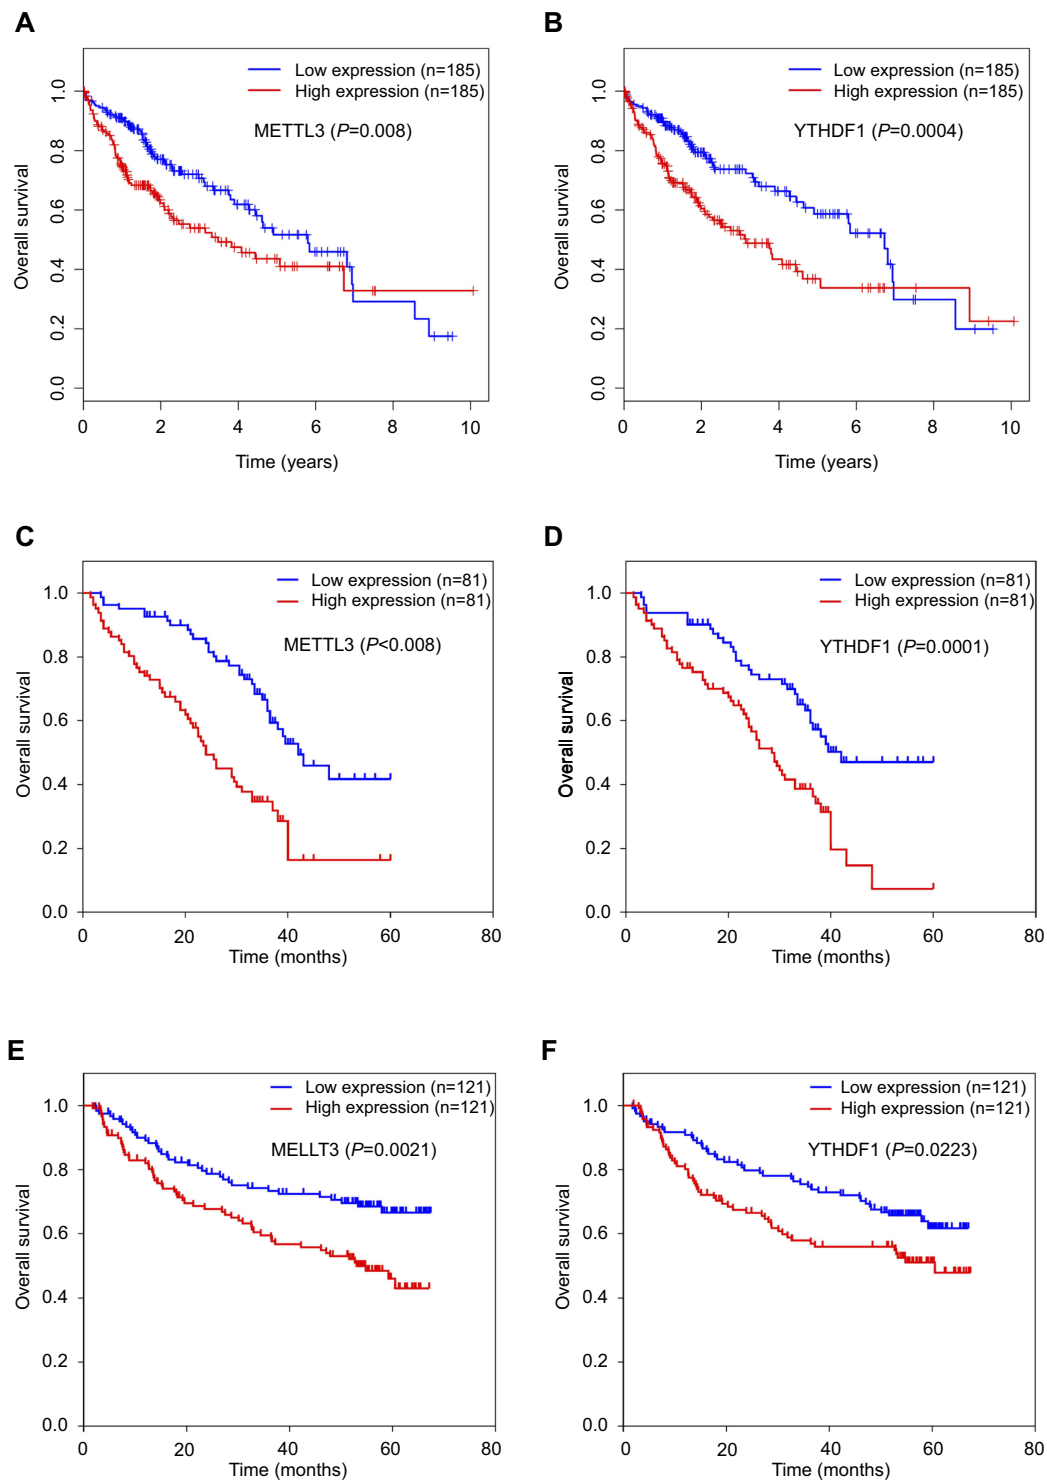 A
Low expression (n=185)
High expression (n=185)
METTL3 (P=0.008)
Overall survival
1.0
0.8
0.6
0.4
0.2
0.0
0 2 4 6 8 10
Time (years)
B
Low expression (n=185)
High expression (n=185)
YTHDF1 (P=0.0004)
Overall survival
1.0
0.8
0.6
0.4
0.2
0.0
0 2 4 6 8 10
Time (years)
C
Low expression (n=81)
High expression (n=81)
METTL3 (P<0.008)
Overall survival
1.0
0.8
0.6
0.4
0.2
0.0
0 20 40 60 80
Time (months)
D
Low expression (n=81)
High expression (n=81)
YTHDF1 (P=0.0001)
Overall survival
1.0
0.8
0.6
0.4
0.2
0.0
0 20 40 60 80
Time (months)
E
Low expression (n=121)
High expression (n=121)
MELLT3 (P=0.0021)
Overall survival
1.0
0.8
0.6
0.4
0.2
0.0
0 20 40 60 80
Time (months)
F
Low expression (n=121)
High expression (n=121)
YTHDF1 (P=0.0223)
Overall survival
1.0
0.8
0.6
0.4
0.2
0.0
0 20 40 60 80
Time (months)